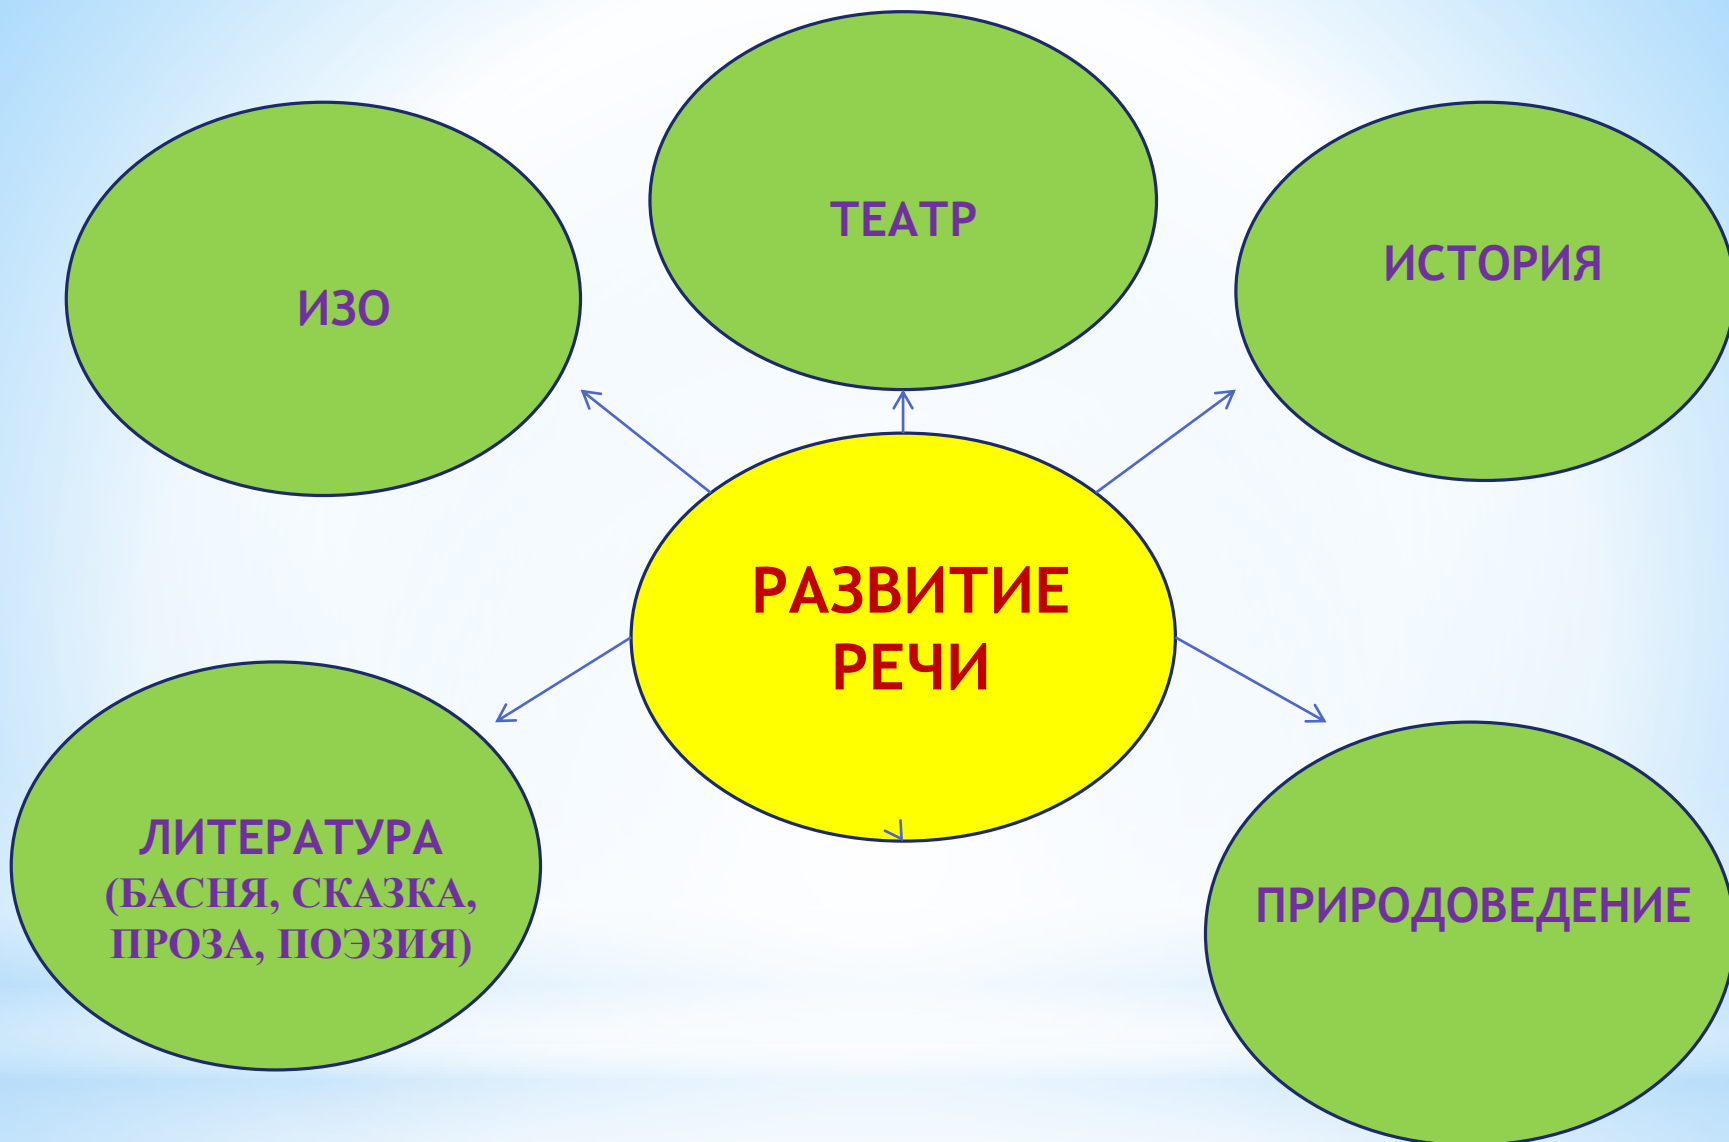 ТЕАТР
ИЗО
ИСТОРИЯ
РАЗВИТИЕ
РЕЧИ
ЛИТЕРАТУРА
(БАСНЯ, СКАЗКА,
ПРОЗА, ПОЭЗИЯ)
ПРИРОДОВЕДЕНИЕ